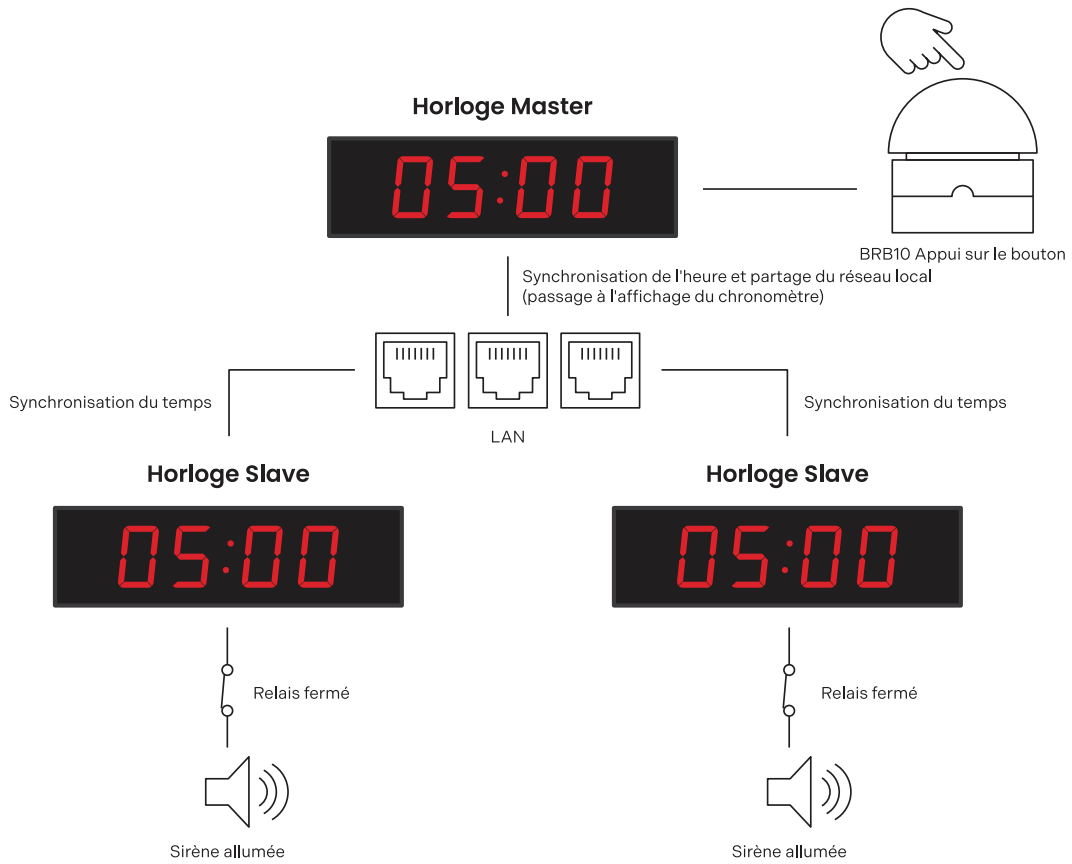 Horloge Master
05:00
BRB10 Appui sur le bouton
Synchronisation de l'heure et partage du réseau local
(passage à l'affichage du chronomètre)
Synchronisation du temps
Synchronisation du temps
LAN
Horloge Slave
Horloge Slave
05:00
05:00
Relais fermé
Relais fermé
Sirène allumée
Sirène allumée